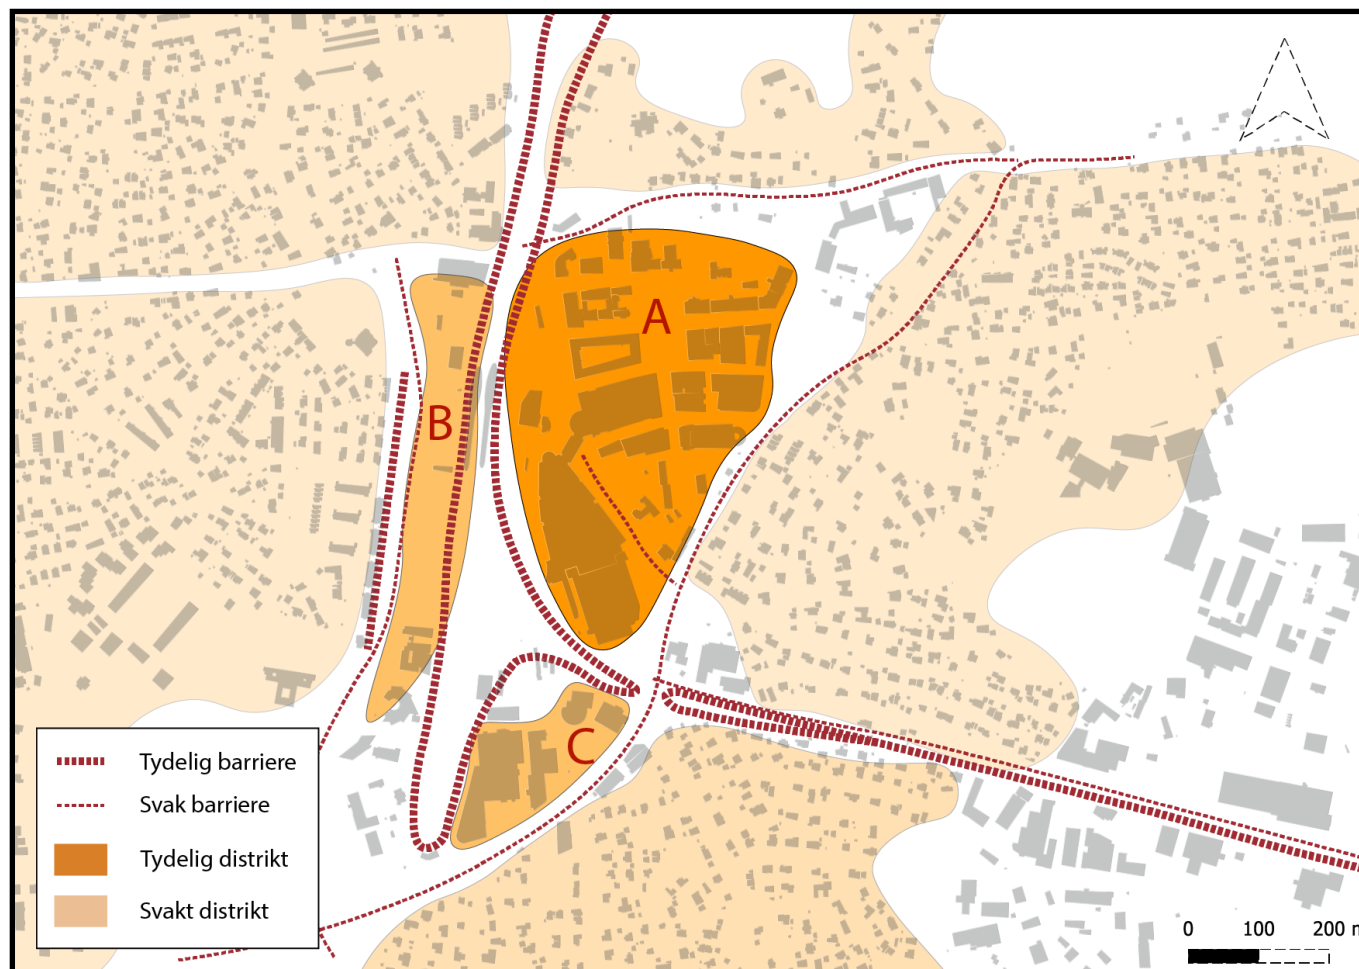 A
B
C
Tydelig barriere
Svak barriere
Tydelig distrikt
Svakt distrikt
0 100 200 m